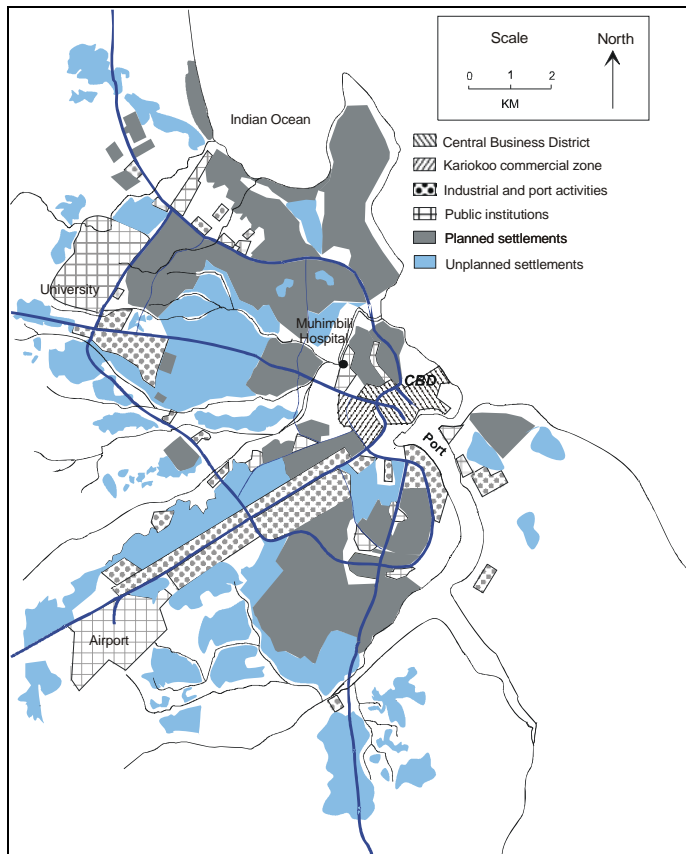 Scale
North
0 1 2
KM
Indian Ocean
Central Business District
Kariokoo commercial zone
Industrial and port activities
Public institutions
Planned settlements
Unplanned settlements
University
Muhimbili
Hospital
CBD
Port
Airport